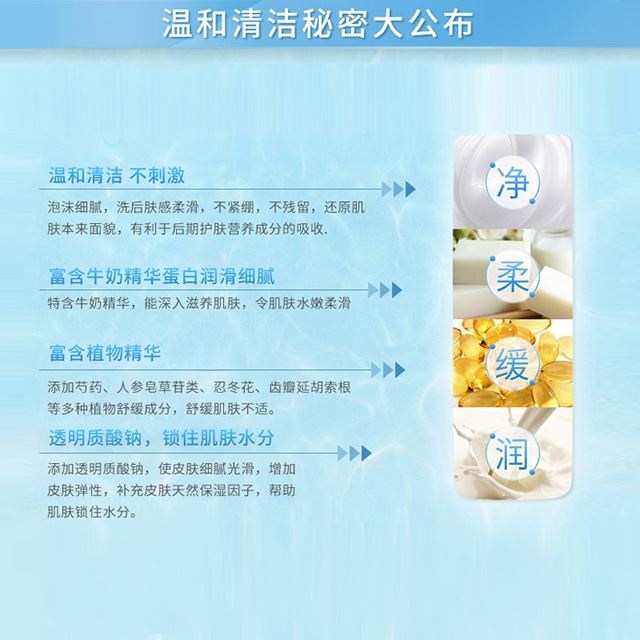 温和清洁秘密大公布
温和清洁 不刺激
泡沫细腻，洗后肤感柔滑，不紧绷，不残留，还原肌
肤本来面貌，有利于后期护肤营养成分的吸收.
净
富含牛奶精华蛋白润滑细腻
特含牛奶精华，能深入滋养肌肤，令肌肤水嫩柔滑
柔
富含植物精华
添加芍药、人参皂草苷类、忍冬花、齿瓣延胡索根
等多种植物舒缓成分，舒缓肌肤不适。
缓
透明质酸钠，锁住肌肤水分
添加透明质酸钠，使皮肤细腻光滑，增加
皮肤弹性，补充皮肤天然保湿因子，帮助
肌肤锁住水分。
润